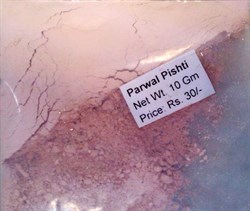 Parwal Pishti
Net Wt. 10 Gm
Price: Rs. 30/-